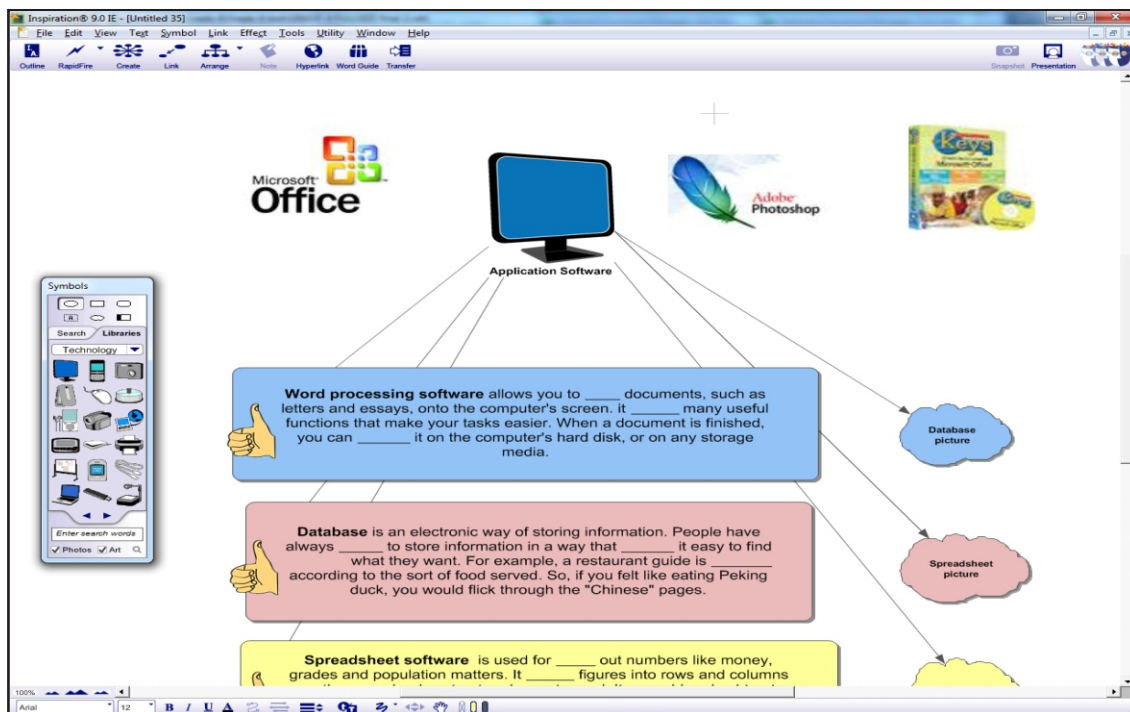 Inspiration® 9.0 IE - [Untitled 35]
File Edit View Text Symbol Link Effect Tools Utility Window Help
Outline RapidFire Create Link Arrange Note Hyperlink Word Guide Transfer Snapshot Presentation
Microsoft
Office
Adobe
Photoshop
Keys
Microsoft Office
Application Software
Symbols
Search Libraries
Technology
Enter search words
Photos Art
Word processing software allows you to ____ documents, such as
letters and essays, onto the computer's screen. it ______ many useful
functions that make your tasks easier. When a document is finished,
you can ______ it on the computer's hard disk, or on any storage
media.
Database
picture
Database is an electronic way of storing information. People have
always _____ to store information in a way that ______ it easy to find
what they want. For example, a restaurant guide is ________
according to the sort of food served. So, if you felt like eating Peking
duck, you would flick through the "Chinese" pages.
Spreadsheet
picture
Spreadsheet software is used for ____ out numbers like money,
grades and population matters. It ______ figures into rows and columns
100%
Arial 12 B I U A